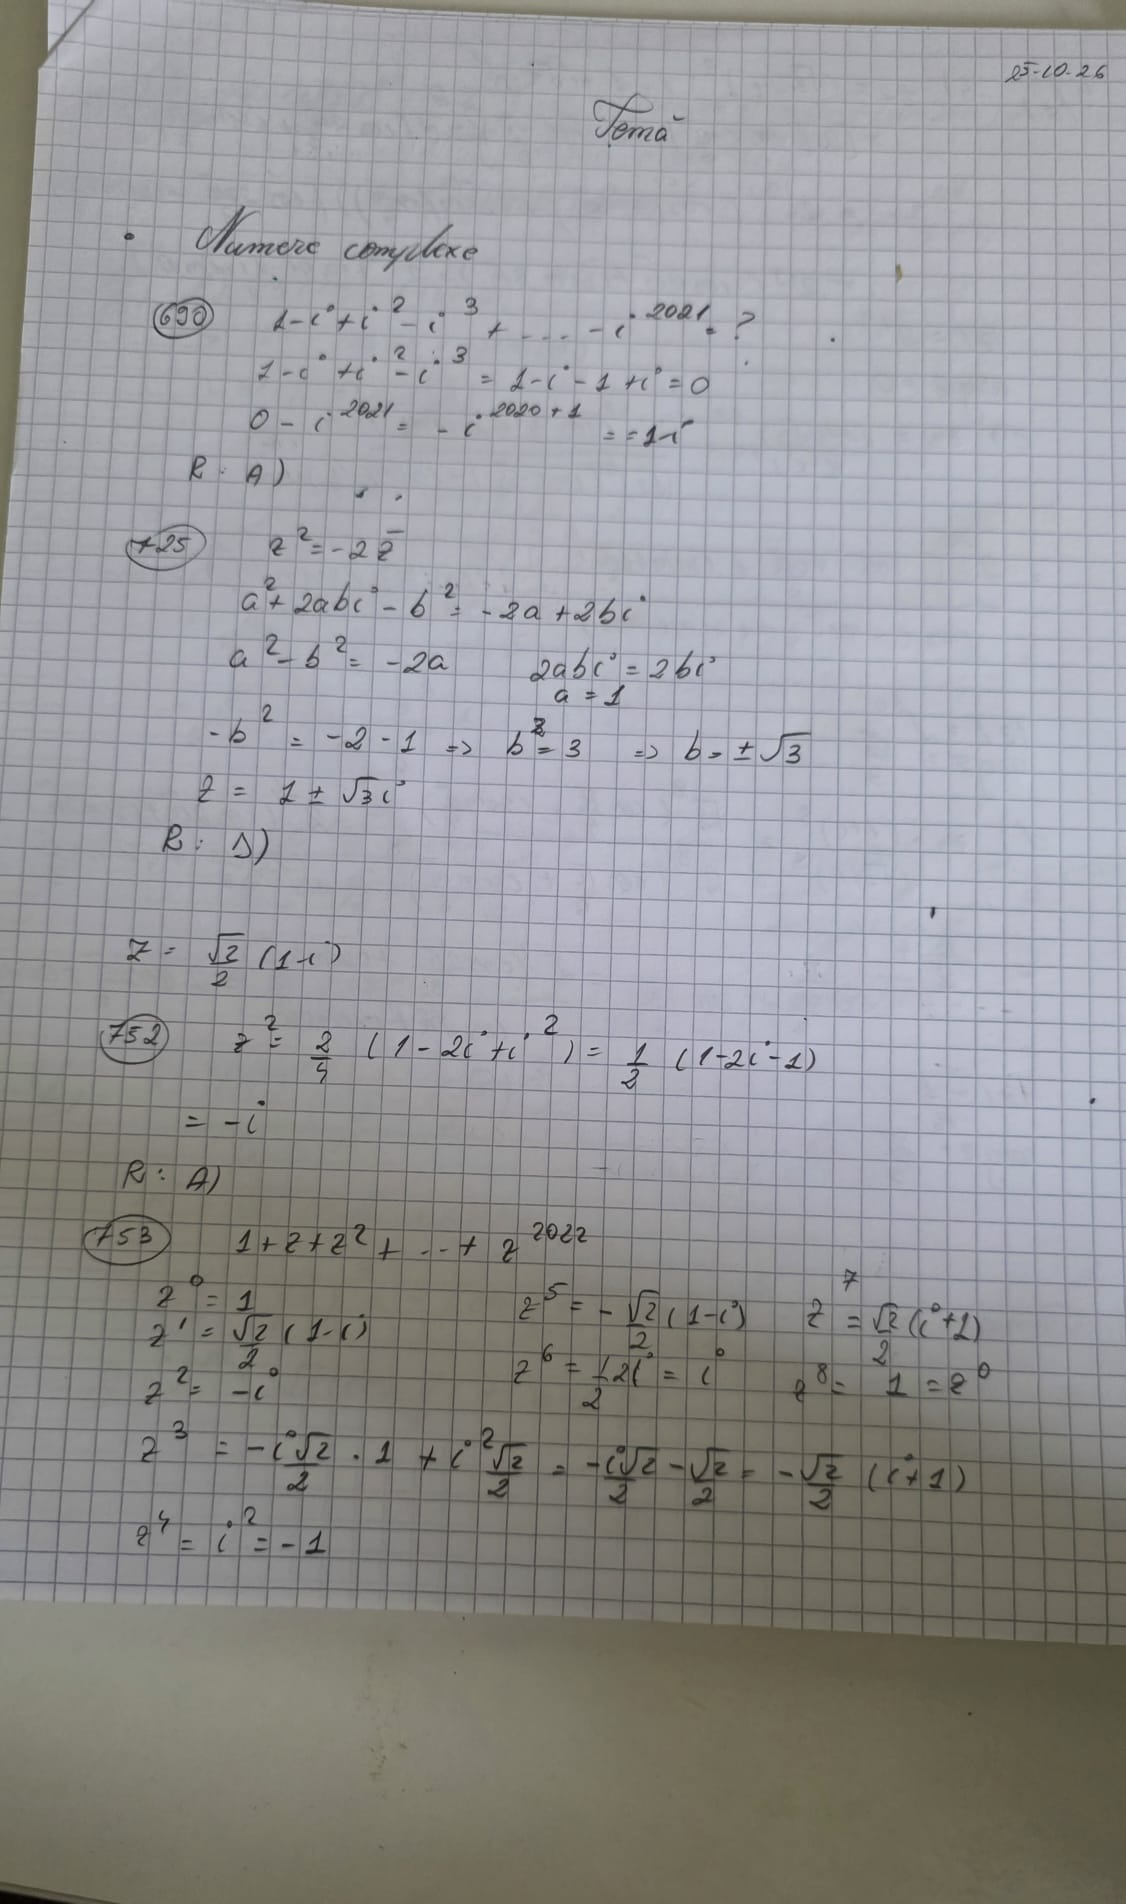 25-10-26
Temă
• Numere complexe
690 1-i+i²-i³+....-i²⁰²¹=?
1-i+i²-i³=1-i-1+i=0
0-i²⁰²¹=-i²⁰²⁰⁺¹=-1·i
R: A)
725 z²=-2z̄
a²+2abi-b²=-2a+2bi
a²-b²=-2a 2abi=2bi
a=1
-b²=-2-1 => b²=3 => b=±√3
z=1±√3i
R: D)
z=√2/2(1-i)
752 z²=2/4(1-2i+i²)=1/2(1-2i-1)
=-i
R: A)
753 1+z+z²+...+z²⁰²²
z⁰=1 z⁵=-√2/2(1-i) z⁷=√2/2(i+1)
z¹=√2/2(1-i)
z²=-i z⁶=+2i/2=i z⁸=1=z⁰
z³=-i√2/2·1+i²√2/2=-i√2/2-√2/2=-√2/2(i+1)
z⁴=i²=-1